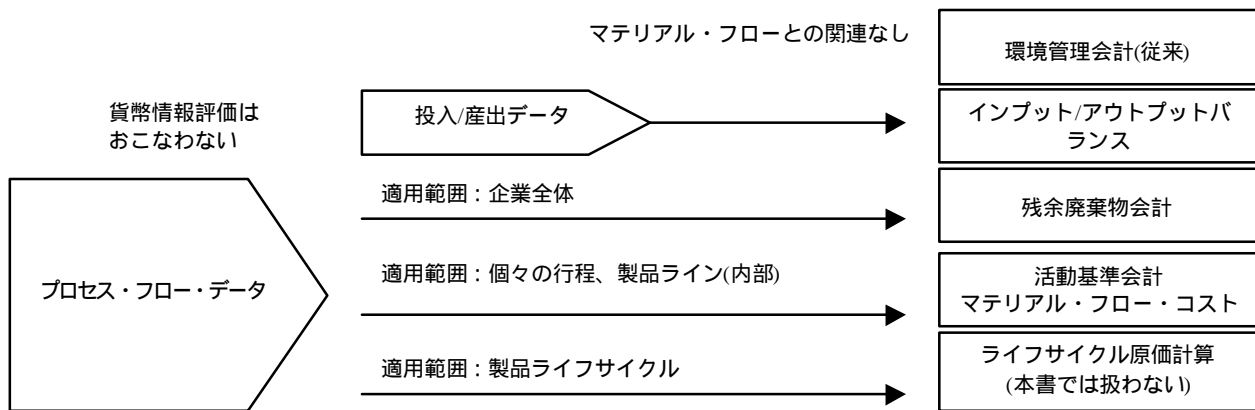 マテリアル・フローとの関連なし
環境管理会計(従来)
貨幣情報評価は
おこなわない
投入/産出データ
インプット/アウトプットバ
ランス
適用範囲：企業全体
残余廃棄物会計
プロセス・フロー・データ
適用範囲：個々の行程、製品ライン(内部)
活動基準会計
マテリアル・フロー・コスト
適用範囲：製品ライフサイクル
ライフサイクル原価計算
(本書では扱わない)